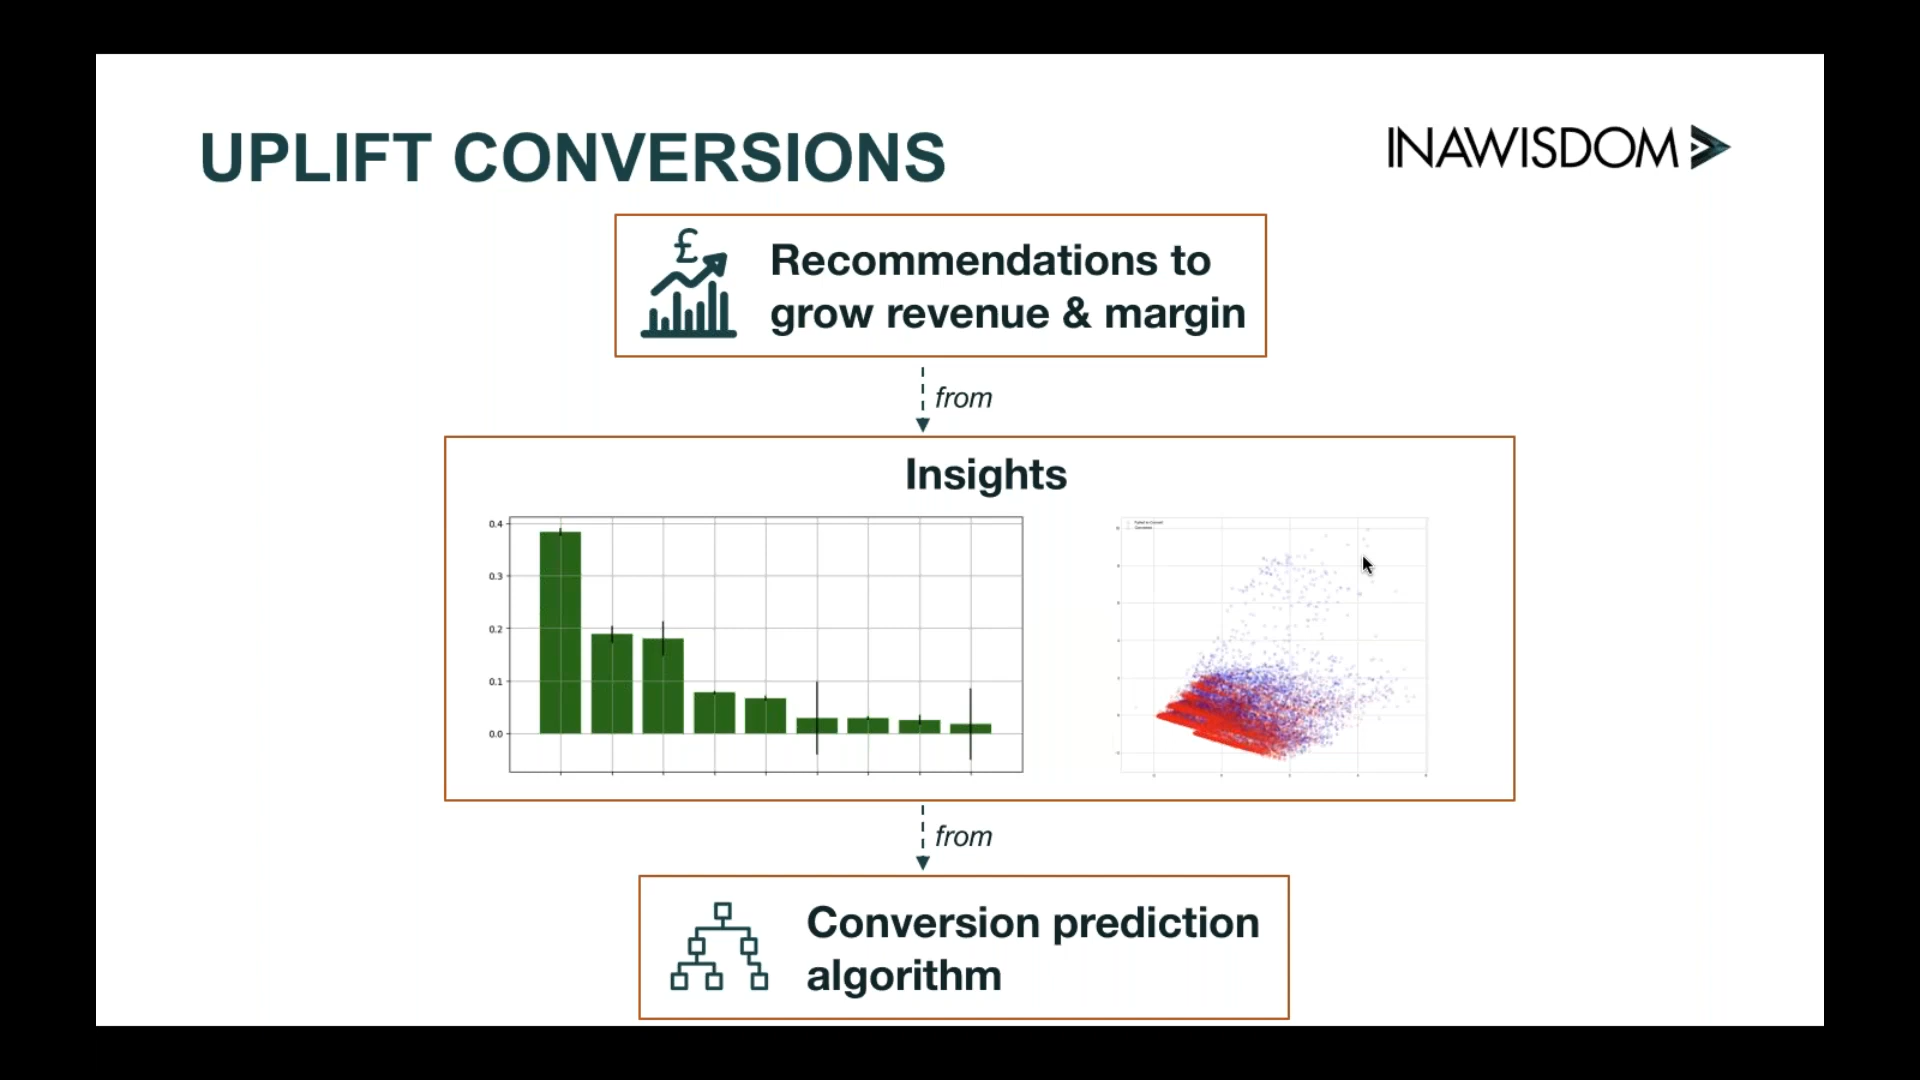 UPLIFT CONVERSIONS
INAWISDOM
£
Recommendations to
grow revenue & margin
from
Insights
0.4
0.3
0.2
0.1
0.0
from
Conversion prediction
algorithm